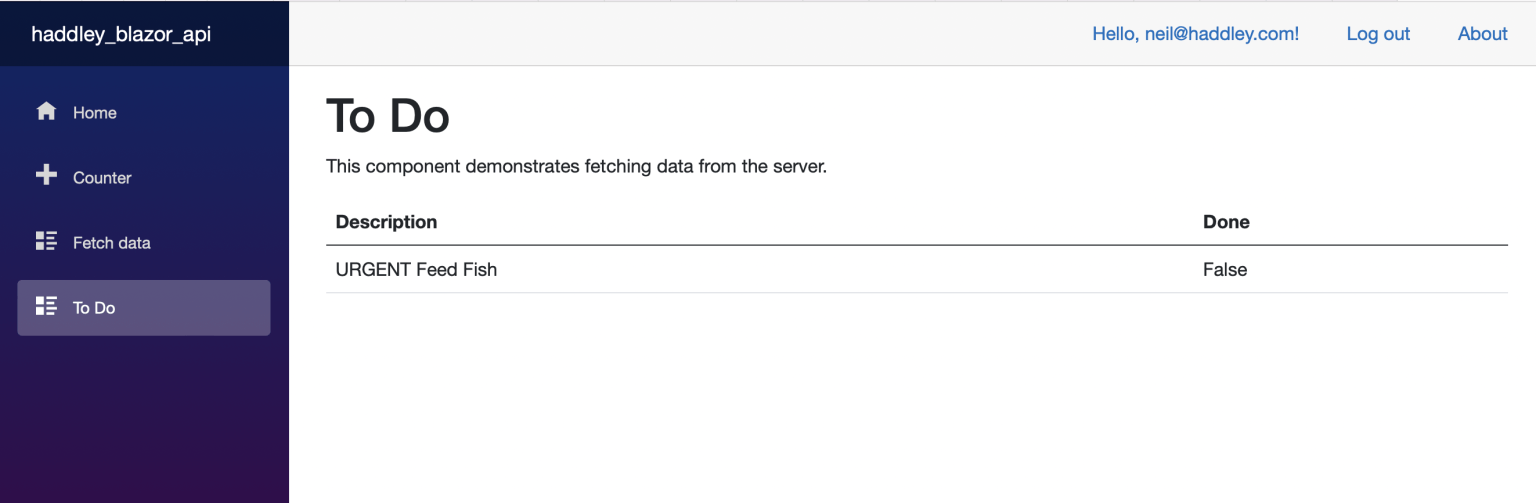 haddley_blazor_api
Hello, neil@haddley.com! Log out About
Home
Counter
Fetch data
To Do
To Do
This component demonstrates fetching data from the server.
Description Done
URGENT Feed Fish False